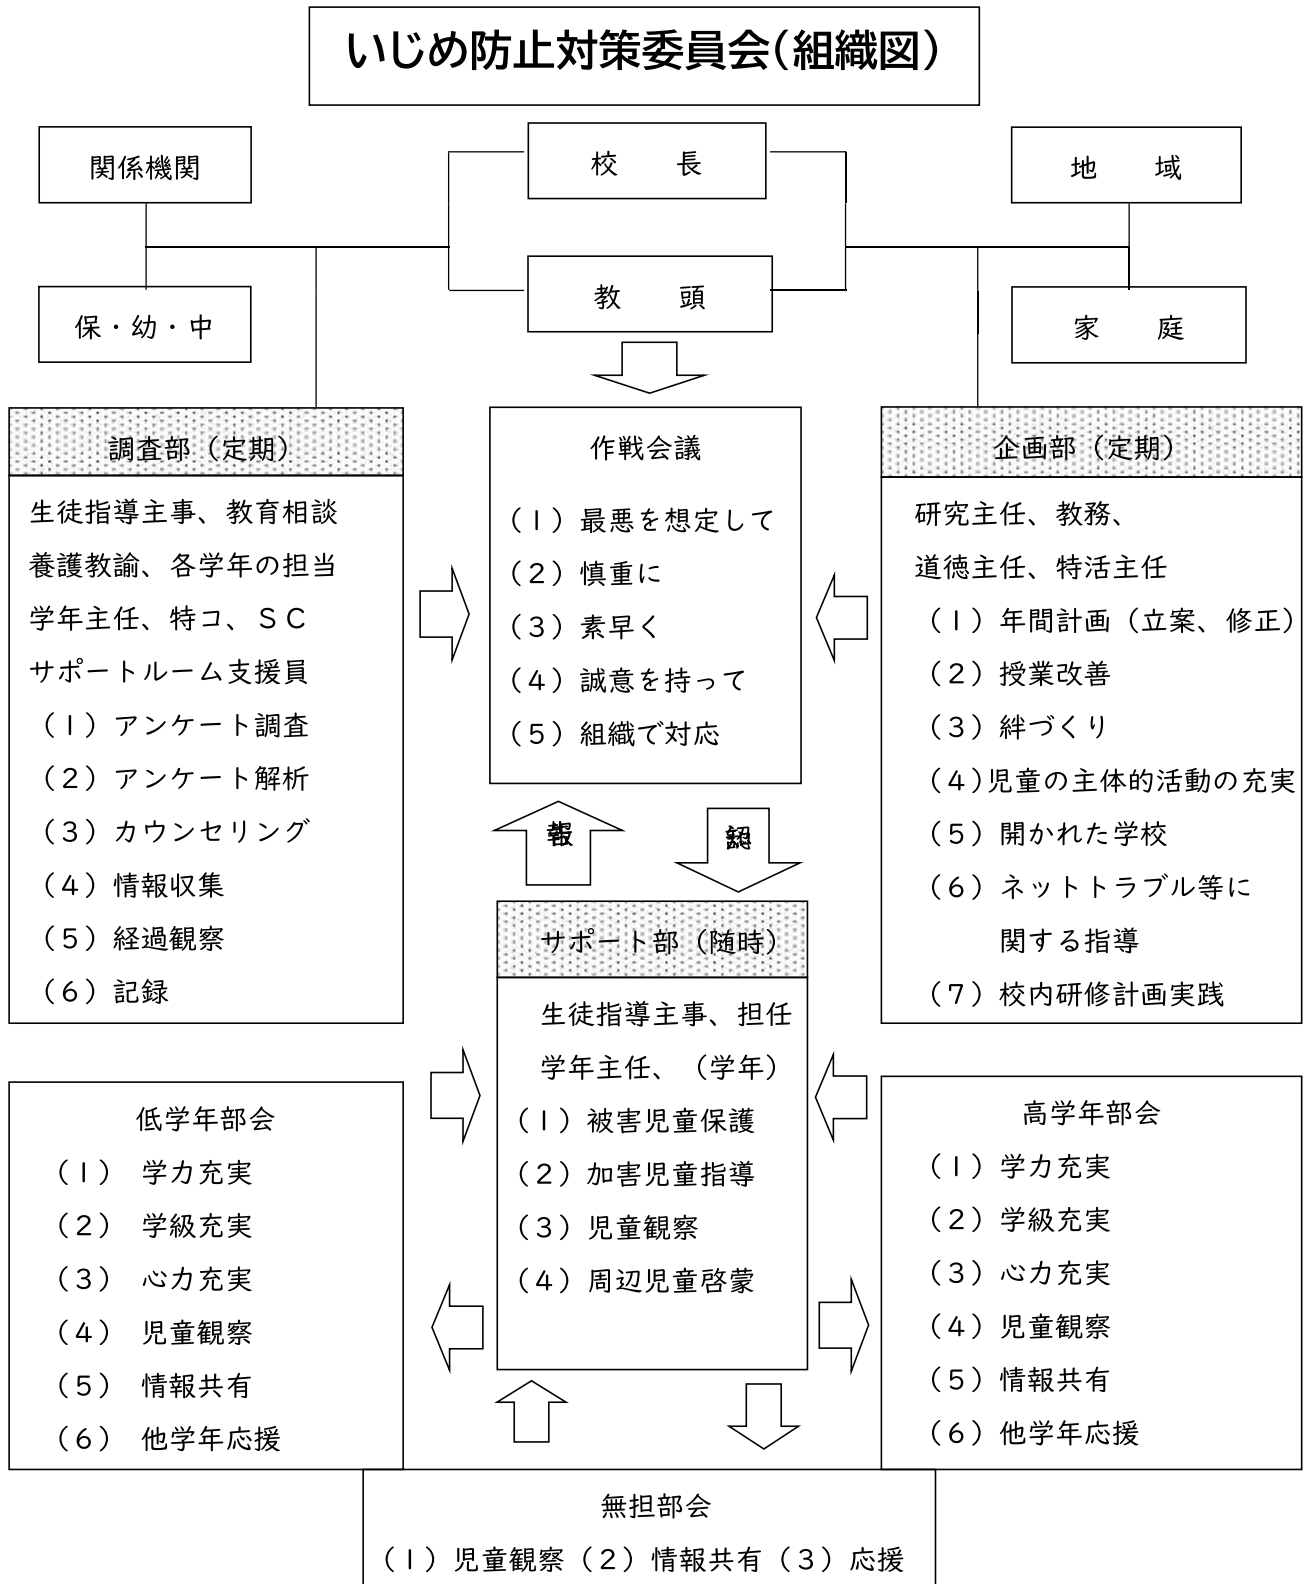 いじめ防止対策委員会(組織図)
関係機関
校　　長
地　　域
保・幼・中
教　　頭
家　　庭
調査部（定期）
生徒指導主事、教育相談
養護教諭、各学年の担当
学年主任、特コ、ＳＣ
サポートルーム支援員
（１）アンケート調査
（２）アンケート解析
（３）カウンセリング
（４）情報収集
（５）経過観察
（６）記録
作戦会議
（１）最悪を想定して
（２）慎重に
（３）素早く
（４）誠意を持って
（５）組織で対応
企画部（定期）
研究主任、教務、
道徳主任、特活主任
（１）年間計画（立案、修正）
（２）授業改善
（３）絆づくり
（４)児童の主体的活動の充実
（５）開かれた学校
（６）ネットトラブル等に
関する指導
（７）校内研修計画実践
サポート部（随時）
生徒指導主事、担任
学年主任、（学年）
（１）被害児童保護
（２）加害児童指導
（３）児童観察
（４）周辺児童啓蒙
低学年部会
（１）　学力充実
（２）　学級充実
（３）　心力充実
（４）　児童観察
（５）　情報共有
（６）　他学年応援
高学年部会
（１）学力充実
（２）学級充実
（３）心力充実
（４）児童観察
（５）情報共有
（６）他学年応援
無担部会
（１）児童観察（２）情報共有（３）応援